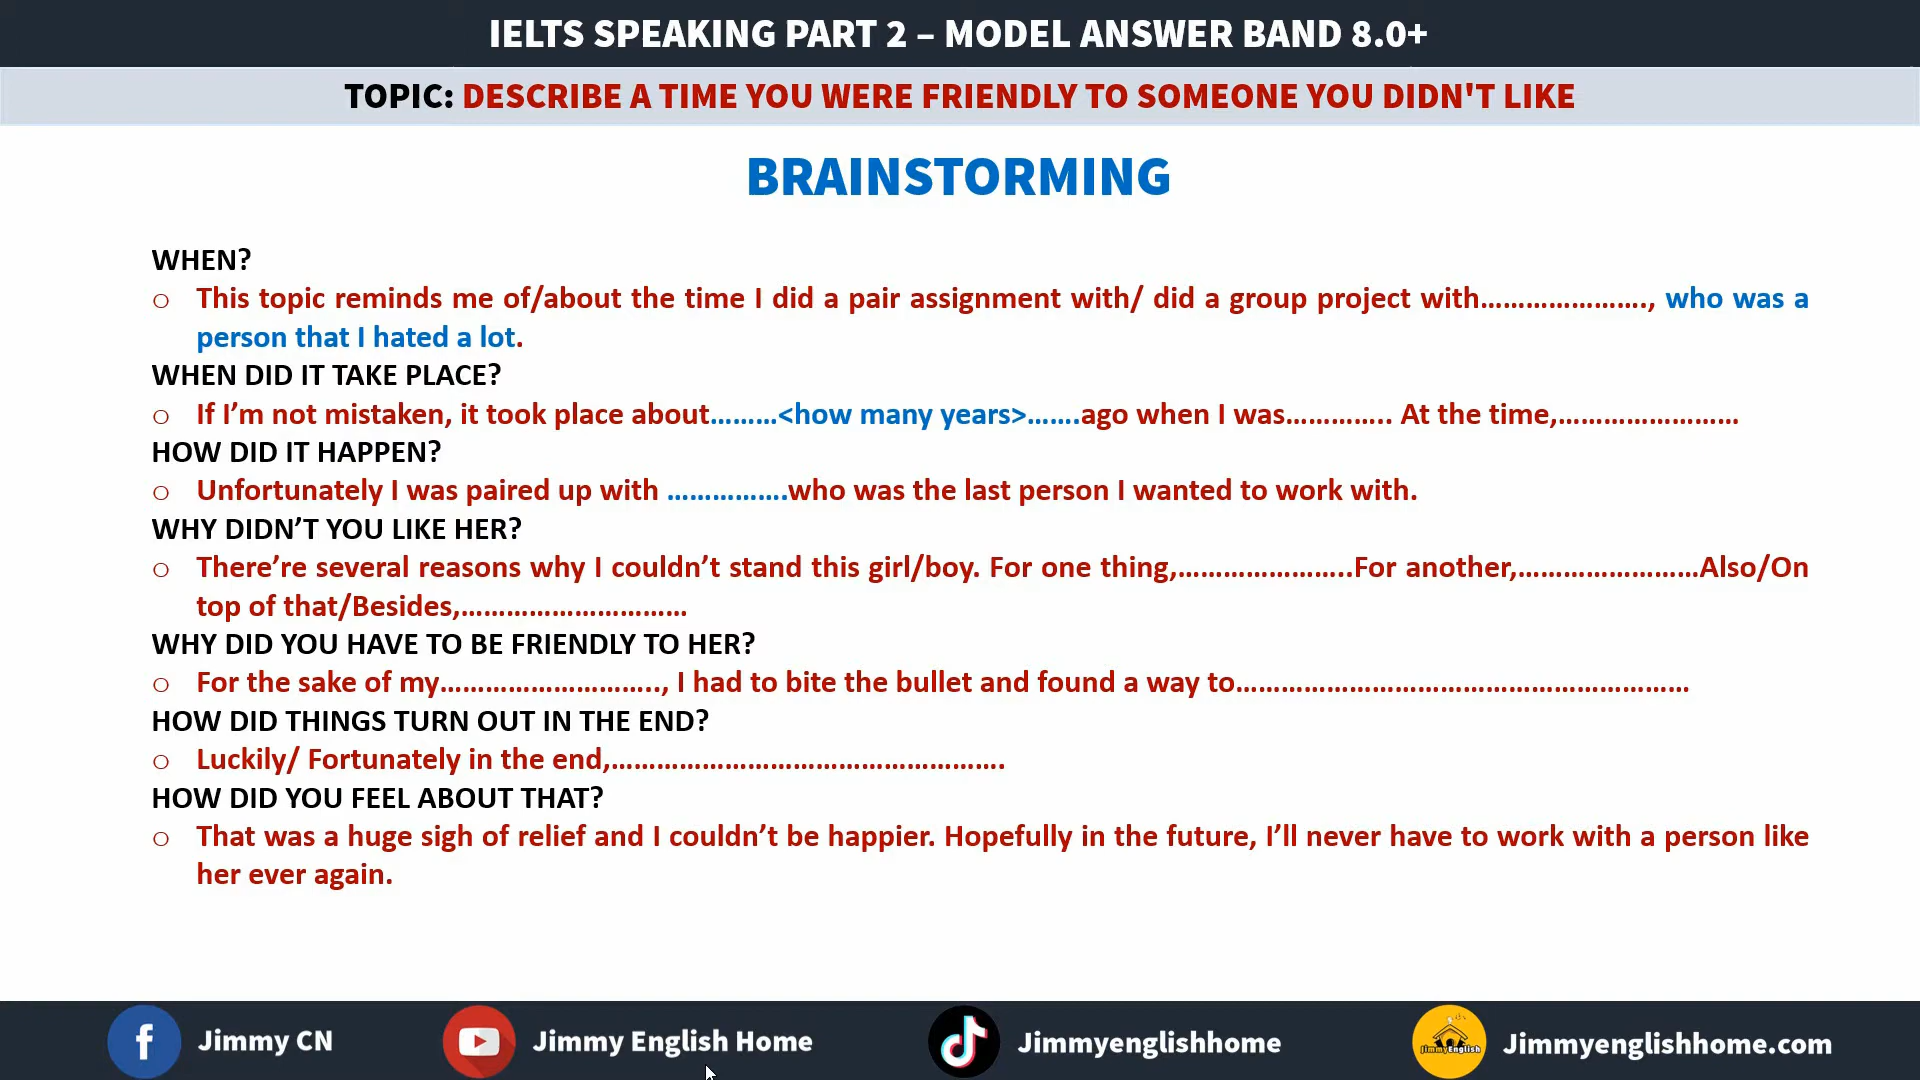 IELTS SPEAKING PART 2 – MODEL ANSWER BAND 8.0+
TOPIC: DESCRIBE A TIME YOU WERE FRIENDLY TO SOMEONE YOU DIDN'T LIKE
BRAINSTORMING
WHEN?
o This topic reminds me of/about the time I did a pair assignment with/ did a group project with…………………., who was a
person that I hated a lot.
WHEN DID IT TAKE PLACE?
o If I’m not mistaken, it took place about………<how many years>…….ago when I was………….. At the time,……………………
HOW DID IT HAPPEN?
o Unfortunately I was paired up with …………….who was the last person I wanted to work with.
WHY DIDN’T YOU LIKE HER?
o There’re several reasons why I couldn’t stand this girl/boy. For one thing,…………………..For another,……………………Also/On
top of that/Besides,…………………………
WHY DID YOU HAVE TO BE FRIENDLY TO HER?
o For the sake of my……………………….., I had to bite the bullet and found a way to……………………………………………………
HOW DID THINGS TURN OUT IN THE END?
o Luckily/ Fortunately in the end,…………………………………………….
HOW DID YOU FEEL ABOUT THAT?
o That was a huge sigh of relief and I couldn’t be happier. Hopefully in the future, I’ll never have to work with a person like
her ever again.
Jimmy CN
Jimmy English Home
Jimmyenglishhome
JimmyEnglish
Jimmyenglishhome.com